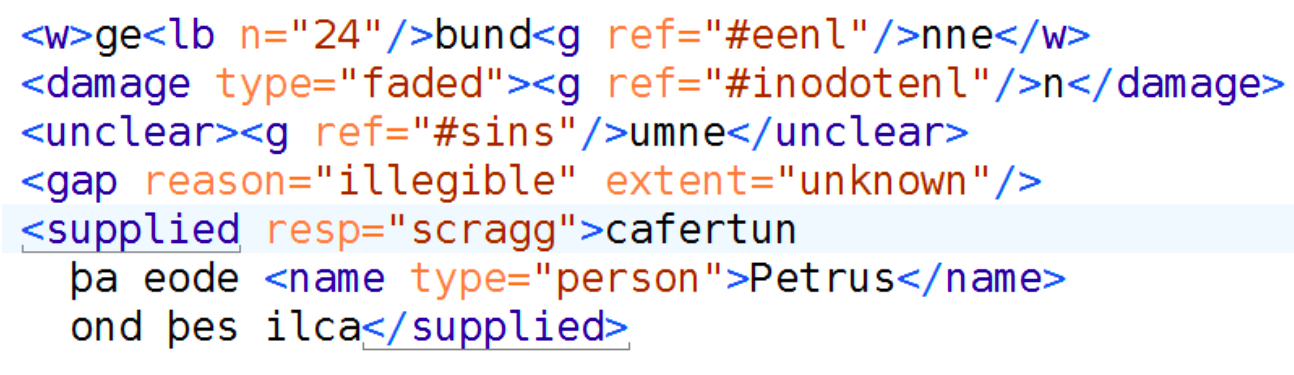 <w>ge<lb n="24"/>bund<g ref="#eenl"/>nne</w>
<damage type="faded"><g ref="#inodotenl"/>n</damage>
<unclear><g ref="#sins"/>umne</unclear>
<gap reason="illegible" extent="unknown"/>
<supplied resp="scragg">cafertun
þa eode <name type="person">Petrus</name>
ond þes ilca</supplied>